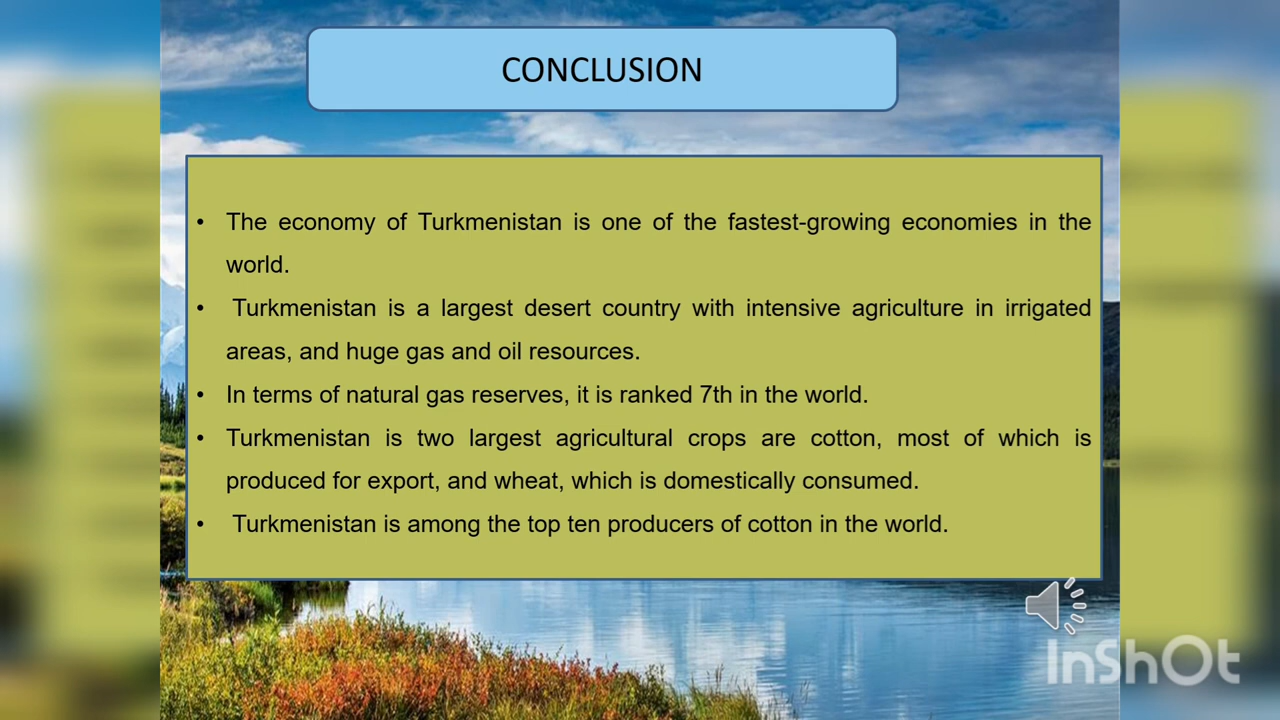 CONCLUSION
• The economy of Turkmenistan is one of the fastest-growing economies in the
world.
• Turkmenistan is a largest desert country with intensive agriculture in irrigated
areas, and huge gas and oil resources.
• In terms of natural gas reserves, it is ranked 7th in the world.
• Turkmenistan is two largest agricultural crops are cotton, most of which is
produced for export, and wheat, which is domestically consumed.
• Turkmenistan is among the top ten producers of cotton in the world.
InShOt